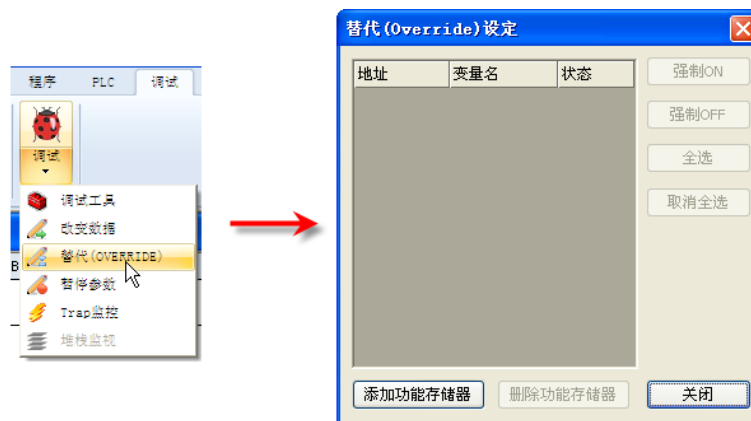 程序 PLC 调试
调试
调试工具
改变数据
B 替代(OVERRIDE)
暂停参数
Trap监控
堆栈监视
替代(Override)设定
地址 变量名 状态
强制ON
强制OFF
全选
取消全选
添加功能存储器 删除功能存储器 关闭